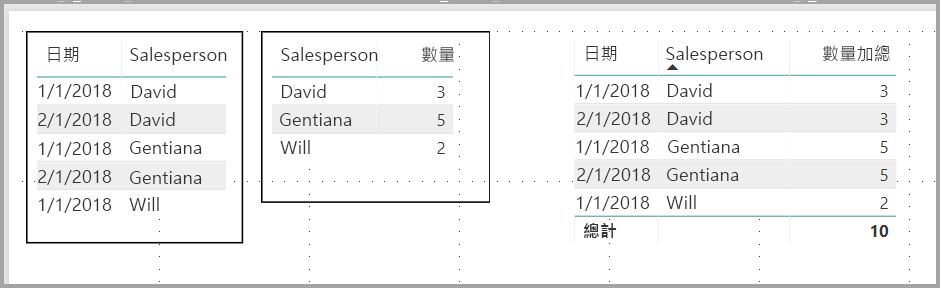 日期 Salesperson
1/1/2018 David
2/1/2018 David
1/1/2018 Gentiana
2/1/2018 Gentiana
1/1/2018 Will
Salesperson 數量
David 3
Gentiana 5
Will 2
日期 Salesperson 數量加總
1/1/2018 David 3
2/1/2018 David 3
1/1/2018 Gentiana 5
2/1/2018 Gentiana 5
1/1/2018 Will 2
總計 10